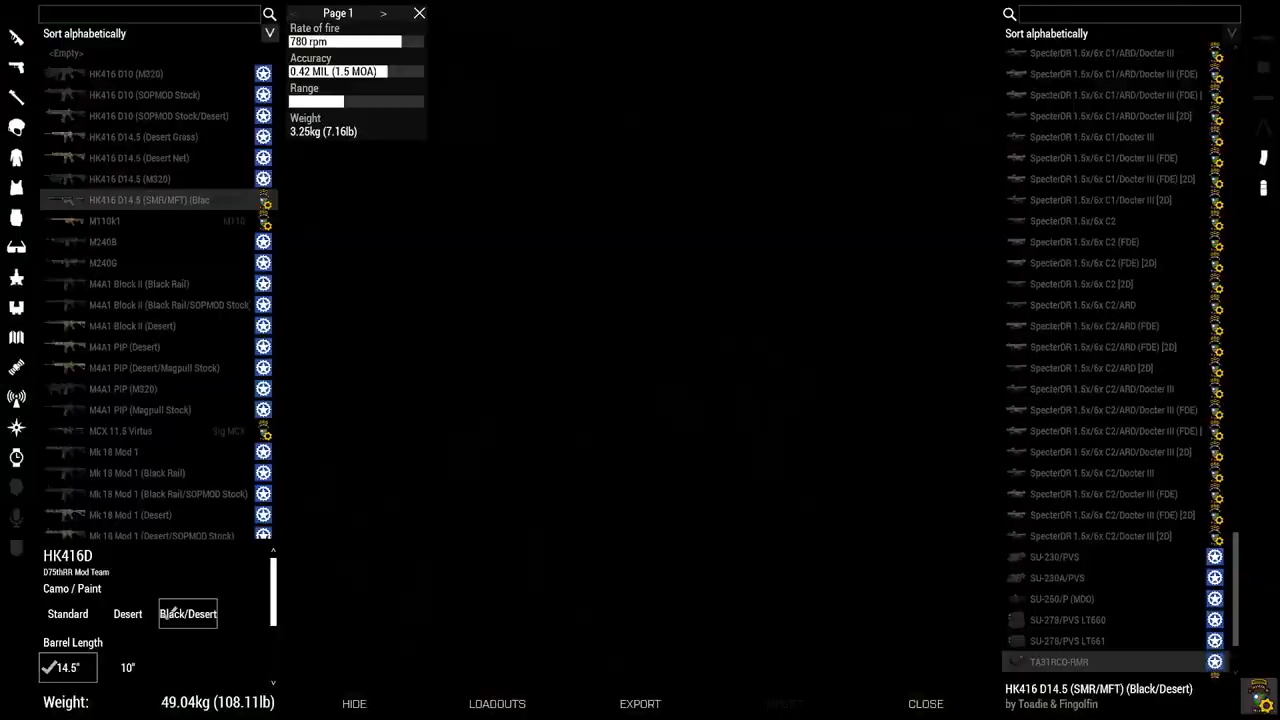 Sort alphabetically
<Empty>
HK416 D10 (M320)
HK416 D10 (SOPMOD Stock)
HK416 D10 (SOPMOD Stock/Desert)
HK416 D14.5 (Desert Grass)
HK416 D14.5 (Desert Net)
HK416 D14.5 (M320)
HK416 D14.5 (SMR/MFT) (Blac
M110k1 M110
M240B
M240G
M4A1 Block II (Black Rail)
M4A1 Block II (Black Rail/SOPMOD Stock
M4A1 Block II (Desert)
M4A1 PIP (Desert)
M4A1 PIP (Desert/Magpull Stock)
M4A1 PIP (M320)
M4A1 PIP (Magpull Stock)
MCX 11.5 Virtus Sig MCX
Mk 18 Mod 1
Mk 18 Mod 1 (Black Rail)
Mk 18 Mod 1 (Black Rail/SOPMOD Stock)
Mk 18 Mod 1 (Desert)
Mk 18 Mod 1 (Desert/SOPMOD Stock)
HK416D
D75thRR Mod Team
Camo / Paint
Standard Desert Black/Desert
Barrel Length
14.5" 10"
Weight: 49.04kg (108.11lb)
< Page 1 >
Rate of fire
780 rpm
Accuracy
0.42 MIL (1.5 MOA)
Range
Weight
3.25kg (7.16lb)
HIDE LOADOUTS EXPORT CLOSE
Sort alphabetically
SpecterDR 1.5x/6x C1/ARD/Docter III
SpecterDR 1.5x/6x C1/ARD/Docter III (FDE)
SpecterDR 1.5x/6x C1/ARD/Docter III (FDE) [
SpecterDR 1.5x/6x C1/ARD/Docter III [2D]
SpecterDR 1.5x/6x C1/Docter III
SpecterDR 1.5x/6x C1/Docter III (FDE)
SpecterDR 1.5x/6x C1/Docter III (FDE) [2D]
SpecterDR 1.5x/6x C1/Docter III [2D]
SpecterDR 1.5x/6x C2
SpecterDR 1.5x/6x C2 (FDE)
SpecterDR 1.5x/6x C2 (FDE) [2D]
SpecterDR 1.5x/6x C2 [2D]
SpecterDR 1.5x/6x C2/ARD
SpecterDR 1.5x/6x C2/ARD (FDE)
SpecterDR 1.5x/6x C2/ARD (FDE) [2D]
SpecterDR 1.5x/6x C2/ARD [2D]
SpecterDR 1.5x/6x C2/ARD/Docter III
SpecterDR 1.5x/6x C2/ARD/Docter III (FDE)
SpecterDR 1.5x/6x C2/ARD/Docter III (FDE) [
SpecterDR 1.5x/6x C2/ARD/Docter III [2D]
SpecterDR 1.5x/6x C2/Docter III
SpecterDR 1.5x/6x C2/Docter III (FDE)
SpecterDR 1.5x/6x C2/Docter III (FDE) [2D]
SpecterDR 1.5x/6x C2/Docter III [2D]
SU-230/PVS
SU-230A/PVS
SU-260/P (MDO)
SU-278/PVS LT660
SU-278/PVS LT661
TA31RCO-RMR
HK416 D14.5 (SMR/MFT) (Black/Desert)
by Toadie & Fingolfin